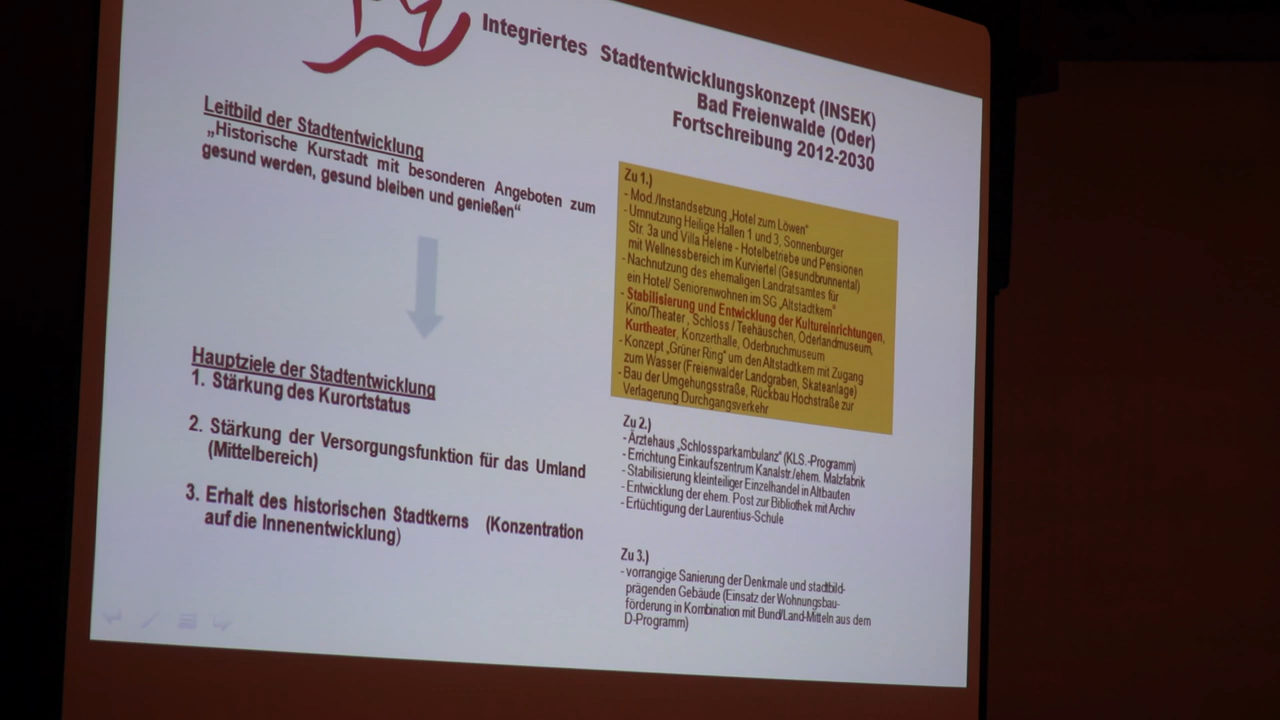 Integriertes Stadtentwicklungskonzept (INSEK)
Bad Freienwalde (Oder)
Fortschreibung 2012-2030
Leitbild der Stadtentwicklung
„Historische Kurstadt mit besonderen Angeboten zum
gesund werden, gesund bleiben und genießen“
Hauptziele der Stadtentwicklung
1. Stärkung des Kurortstatus
2. Stärkung der Versorgungsfunktion für das Umland
(Mittelbereich)
3. Erhalt des historischen Stadtkerns (Konzentration
auf die Innenentwicklung)
Zu 1.)
- Mod./Instandsetzung „Hotel zum Löwen“
- Umnutzung Heilige Hallen 1 und 3, Sonnenburger
Str. 3a und Villa Helene - Hotelbetriebe und Pensionen
mit Wellnessbereich im Kurviertel (Gesundbrunnental)
- Nachnutzung des ehemaligen Landratsamtes für
ein Hotel/ Seniorenwohnen im SG „Altstadtkern“
- Stabilisierung und Entwicklung der Kultureinrichtungen,
Kino/Theater, Schloss / Teehäuschen, Oderlandmuseum,
Kurtheater, Konzerthalle, Oderbruchmuseum
- Konzept „Grüner Ring“ um den Altstadtkern mit Zugang
zum Wasser (Freienwalder Landgraben, Skateanlage)
- Bau der Umgehungsstraße, Rückbau Hochstraße zur
Verlagerung Durchgangsverkehr
Zu 2.)
- Ärztehaus „Schlossparkambulanz“ (KLS.-Programm)
- Errichtung Einkaufszentrum Kanalstr./ehem. Malzfabrik
- Stabilisierung kleinteiliger Einzelhandel in Altbauten
- Entwicklung der ehem. Post zur Bibliothek mit Archiv
- Ertüchtigung der Laurentius-Schule
Zu 3.)
- vorrangige Sanierung der Denkmale und stadtbild-
prägenden Gebäude (Einsatz der Wohnungsbau-
förderung in Kombination mit Bund/Land-Mitteln aus dem
D-Programm)